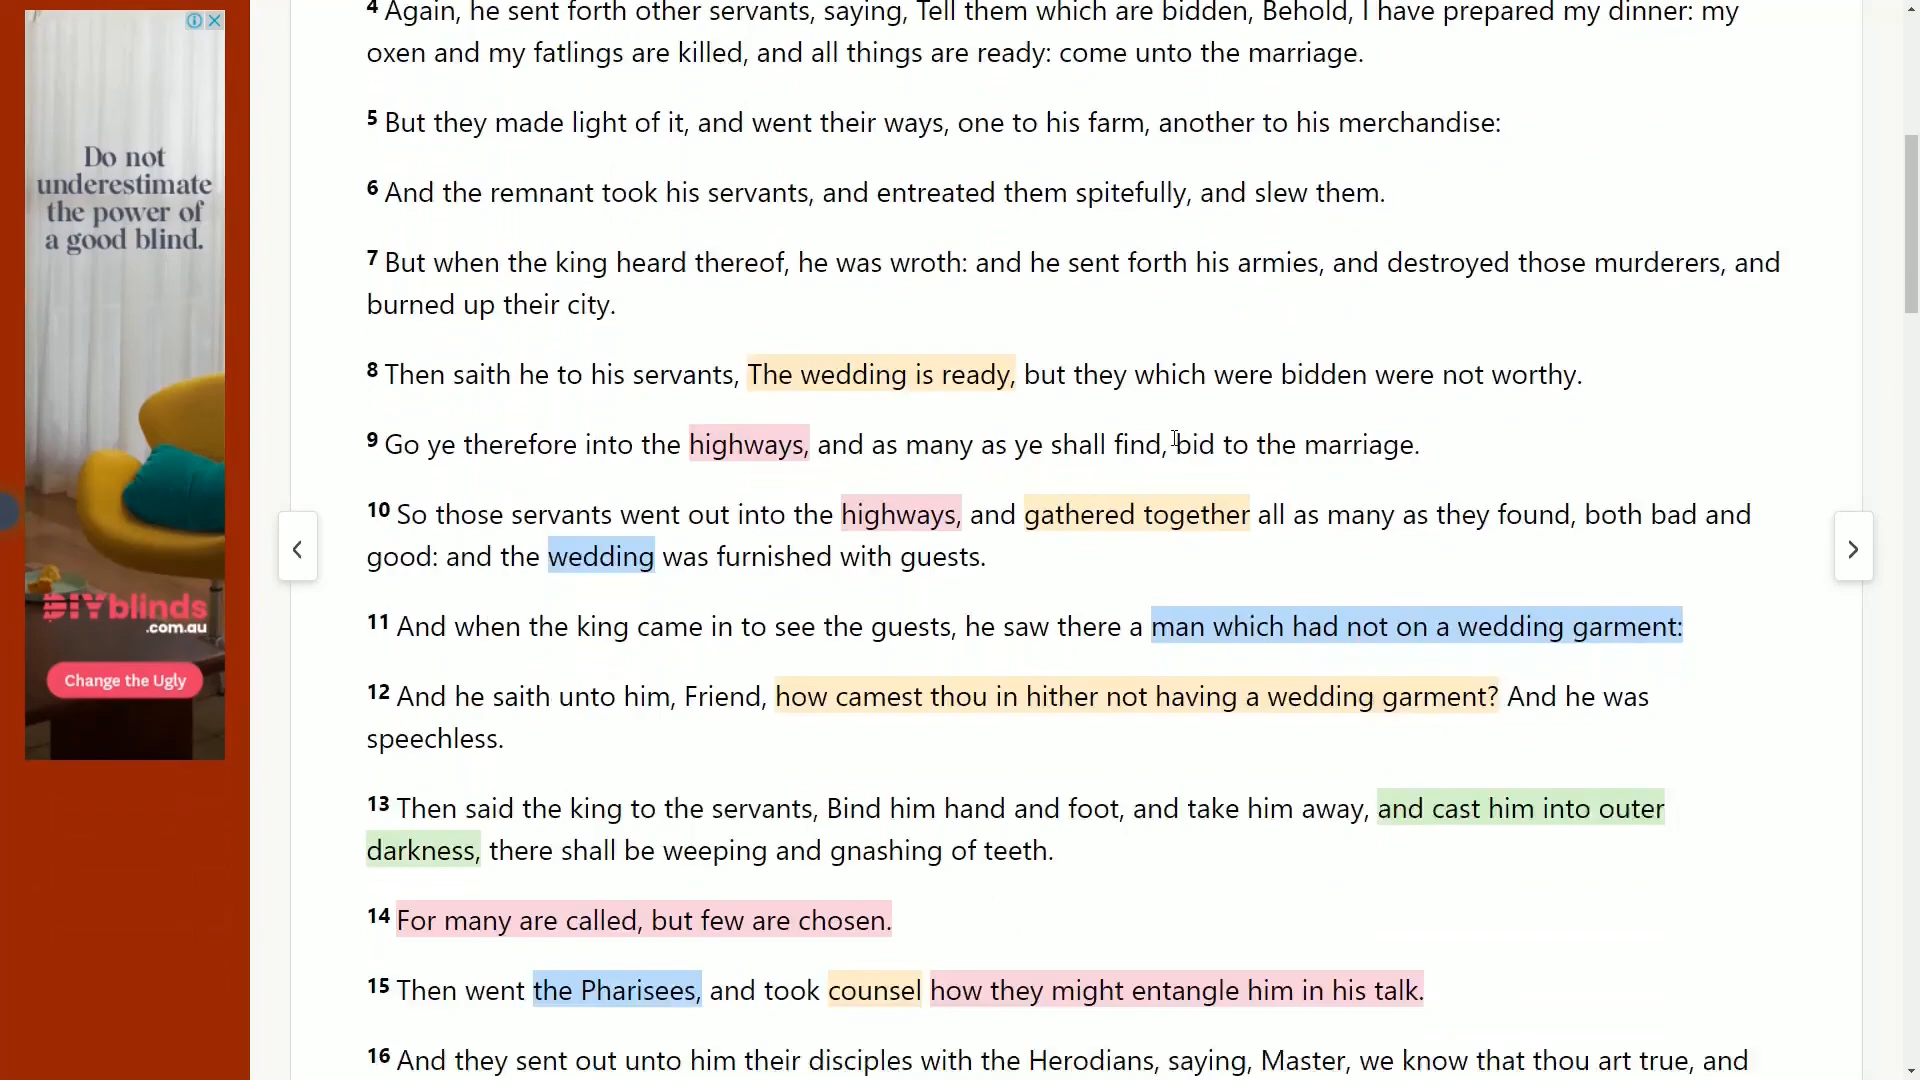 Do not
underestimate
the power of
a good blind.
DIYblinds
.com.au
Change the Ugly
4 Again, he sent forth other servants, saying, Tell them which are bidden, Behold, I have prepared my dinner: my
oxen and my fatlings are killed, and all things are ready: come unto the marriage.
5 But they made light of it, and went their ways, one to his farm, another to his merchandise:
6 And the remnant took his servants, and entreated them spitefully, and slew them.
7 But when the king heard thereof, he was wroth: and he sent forth his armies, and destroyed those murderers, and
burned up their city.
8 Then saith he to his servants, The wedding is ready, but they which were bidden were not worthy.
9 Go ye therefore into the highways, and as many as ye shall find, bid to the marriage.
10 So those servants went out into the highways, and gathered together all as many as they found, both bad and
good: and the wedding was furnished with guests.
11 And when the king came in to see the guests, he saw there a man which had not on a wedding garment:
12 And he saith unto him, Friend, how camest thou in hither not having a wedding garment? And he was
speechless.
13 Then said the king to the servants, Bind him hand and foot, and take him away, and cast him into outer
darkness, there shall be weeping and gnashing of teeth.
14 For many are called, but few are chosen.
15 Then went the Pharisees, and took counsel how they might entangle him in his talk.
16 And they sent out unto him their disciples with the Herodians, saying, Master, we know that thou art true, and